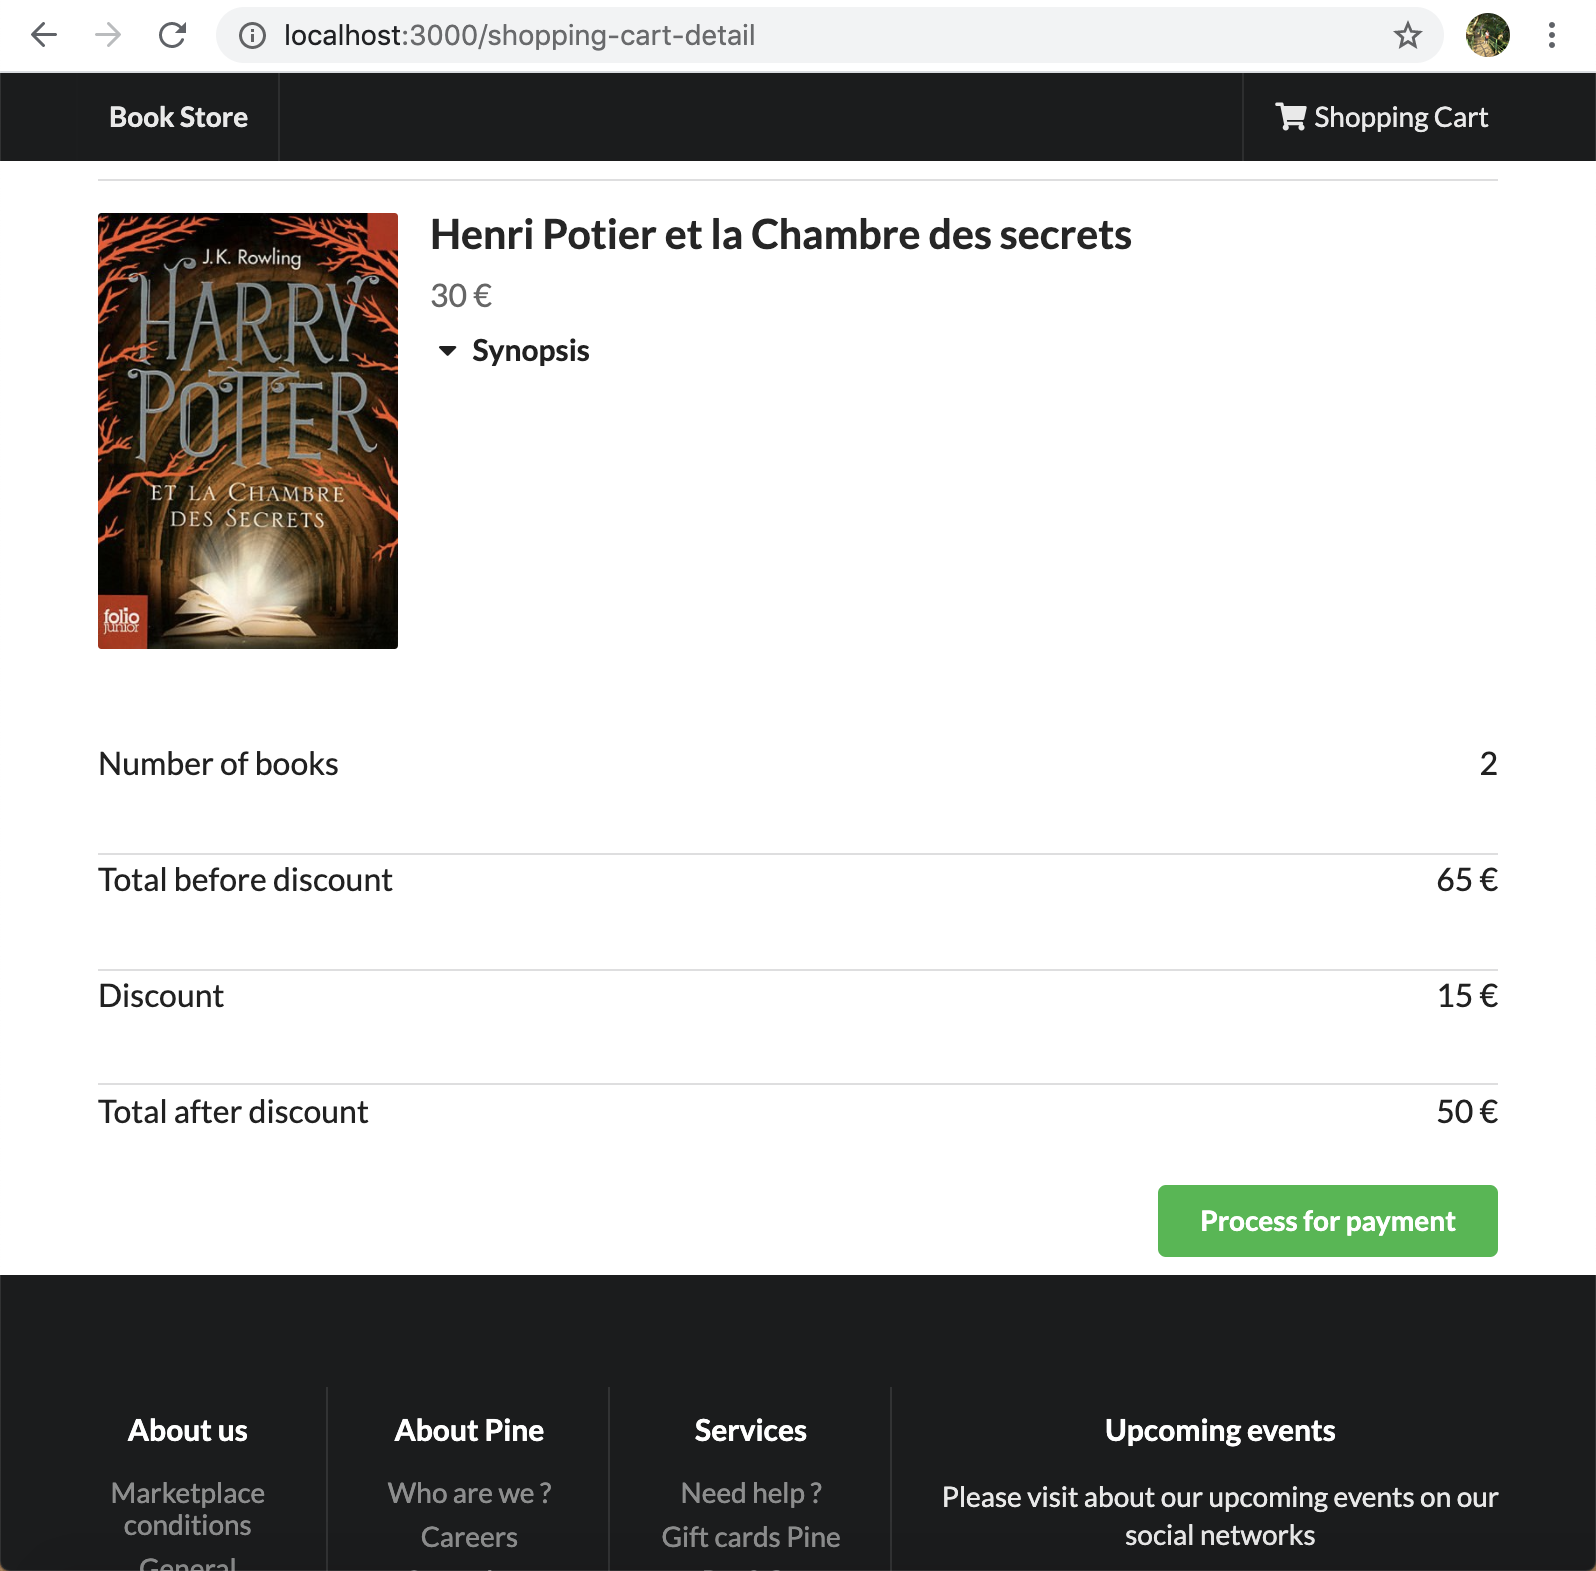 localhost:3000/shopping-cart-detail
Book Store
Shopping Cart
J.K. Rowling
HARRY
POTTER
ET LA CHAMBRE
DES SECRETS
folio
junior
Henri Potier et la Chambre des secrets
30 €
Synopsis
Number of books 2
Total before discount 65 €
Discount 15 €
Total after discount 50 €
Process for payment
About us
Marketplace
conditions
General
About Pine
Who are we ?
Careers
Services
Need help ?
Gift cards Pine
Upcoming events
Please visit about our upcoming events on our
social networks